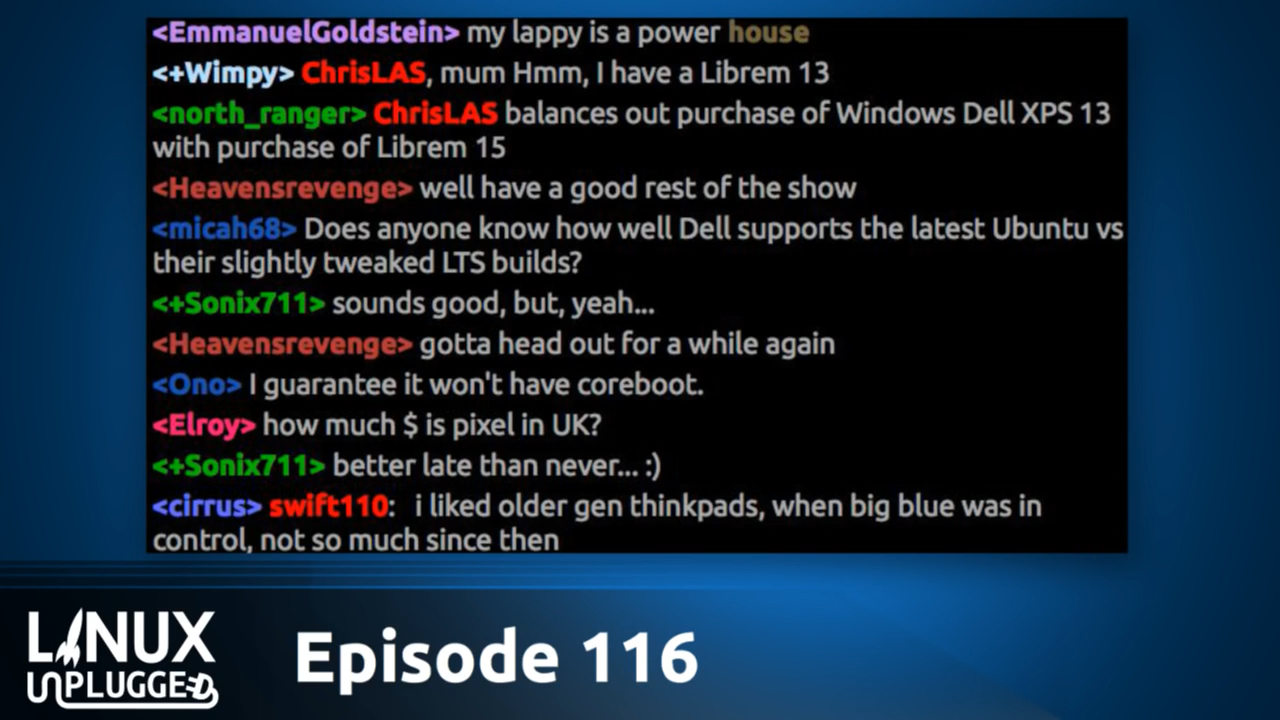 <EmmanuelGoldstein> my lappy is a power house
<+Wimpy> ChrisLAS, mum Hmm, I have a Librem 13
<north_ranger> ChrisLAS balances out purchase of Windows Dell XPS 13
with purchase of Librem 15
<Heavensrevenge> well have a good rest of the show
<micah68> Does anyone know how well Dell supports the latest Ubuntu vs
their slightly tweaked LTS builds?
<+Sonix711> sounds good, but, yeah...
<Heavensrevenge> gotta head out for a while again
<Ono> I guarantee it won't have coreboot.
<Elroy> how much $ is pixel in UK?
<+Sonix711> better late than never... :)
<cirrus> swift110:   i liked older gen thinkpads, when big blue was in
control, not so much since then
LINUX
UNPLUGGED
Episode 116